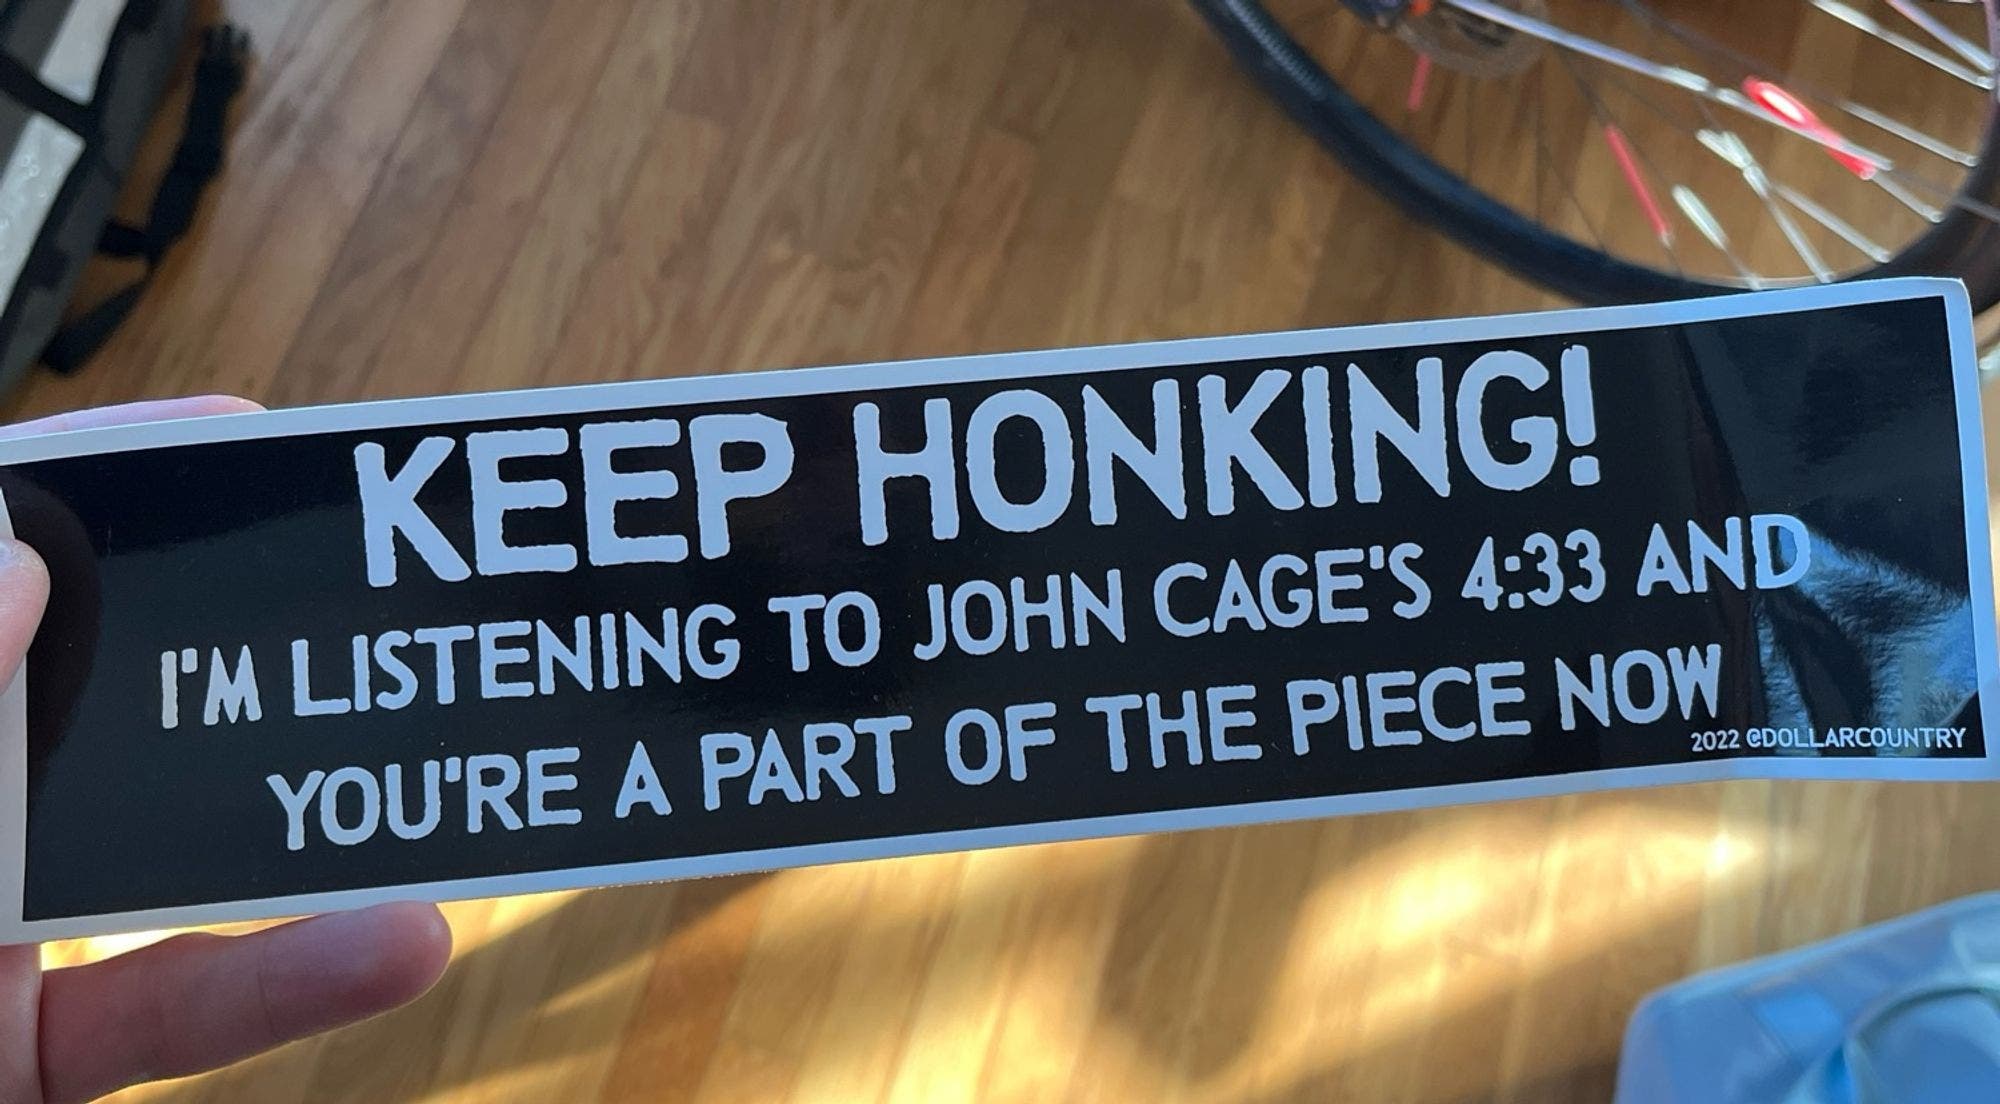 KEEP HONKING!
I'M LISTENING TO JOHN CAGE'S 4:33 AND
YOU'RE A PART OF THE PIECE NOW
2022 @DOLLARCOUNTRY